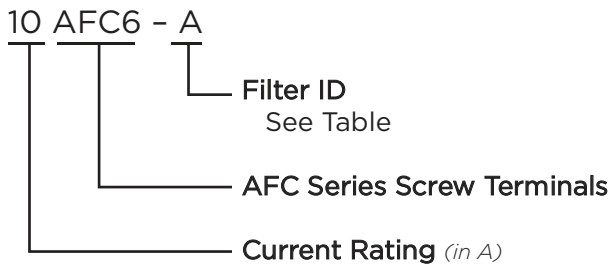 10 AFC6 – A
Filter ID
See Table
AFC Series Screw Terminals
Current Rating (in A)